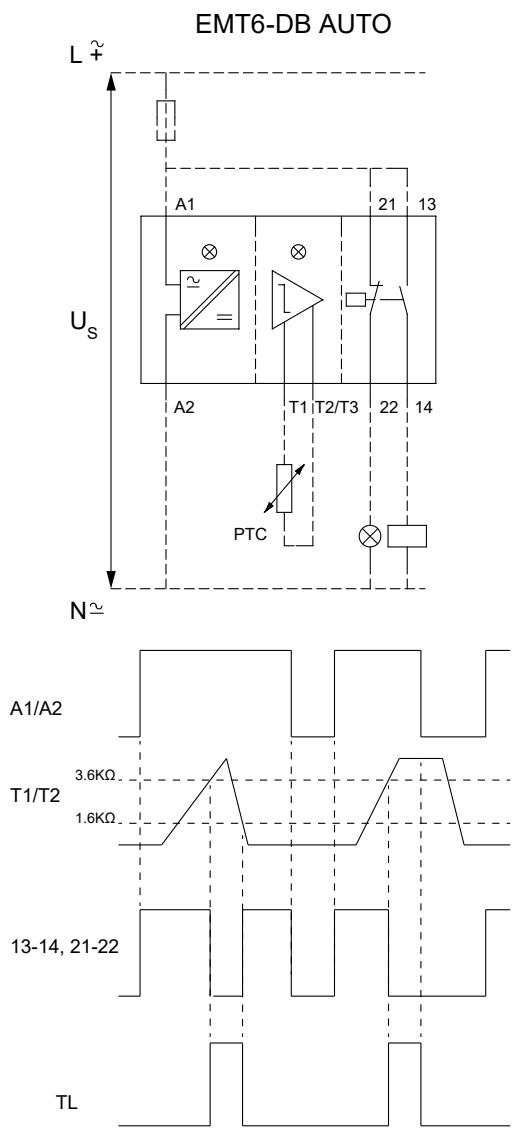 EMT6-DB AUTO
L ≂+
A1 21 13
U_S
A2 T1 T2/T3 22 14
PTC
N≃
A1/A2
3.6KΩ
T1/T2
1.6KΩ
13-14, 21-22
TL